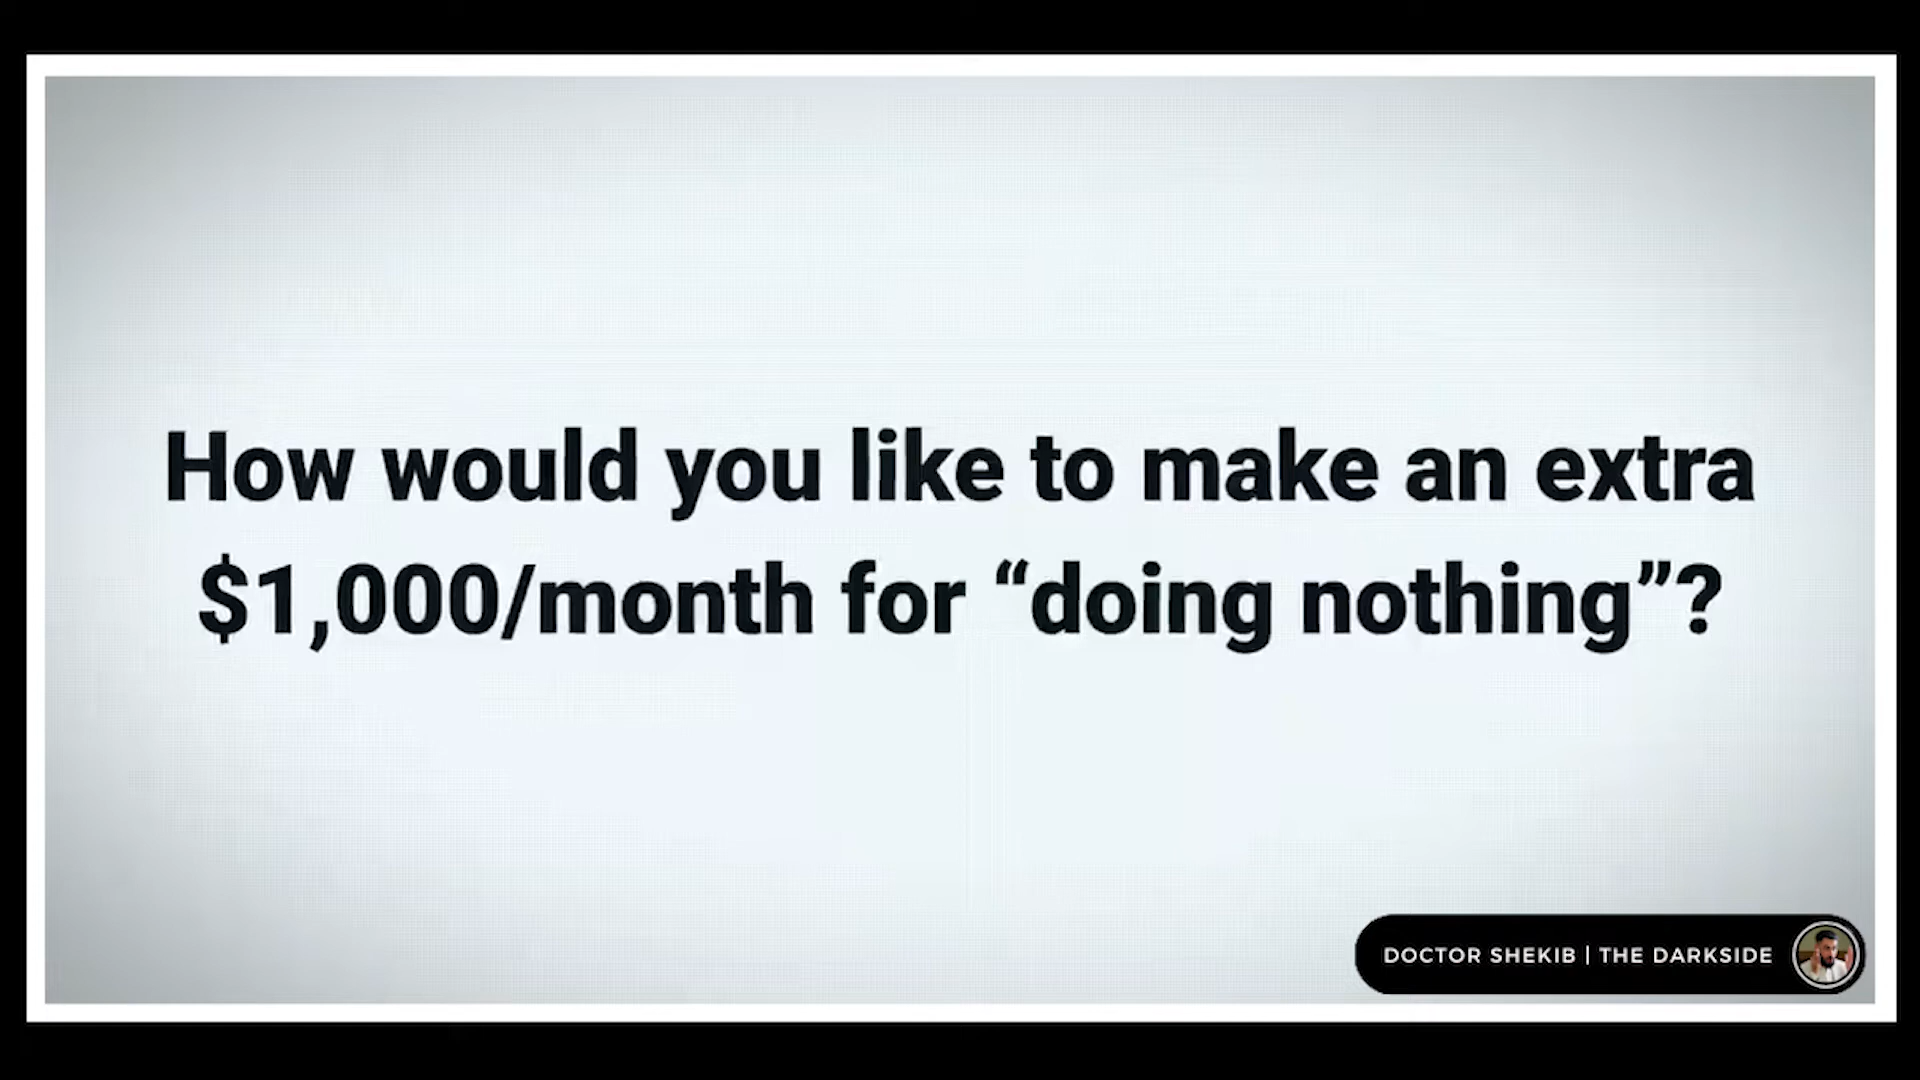 How would you like to make an extra
$1,000/month for “doing nothing”?
DOCTOR SHEKIB | THE DARKSIDE